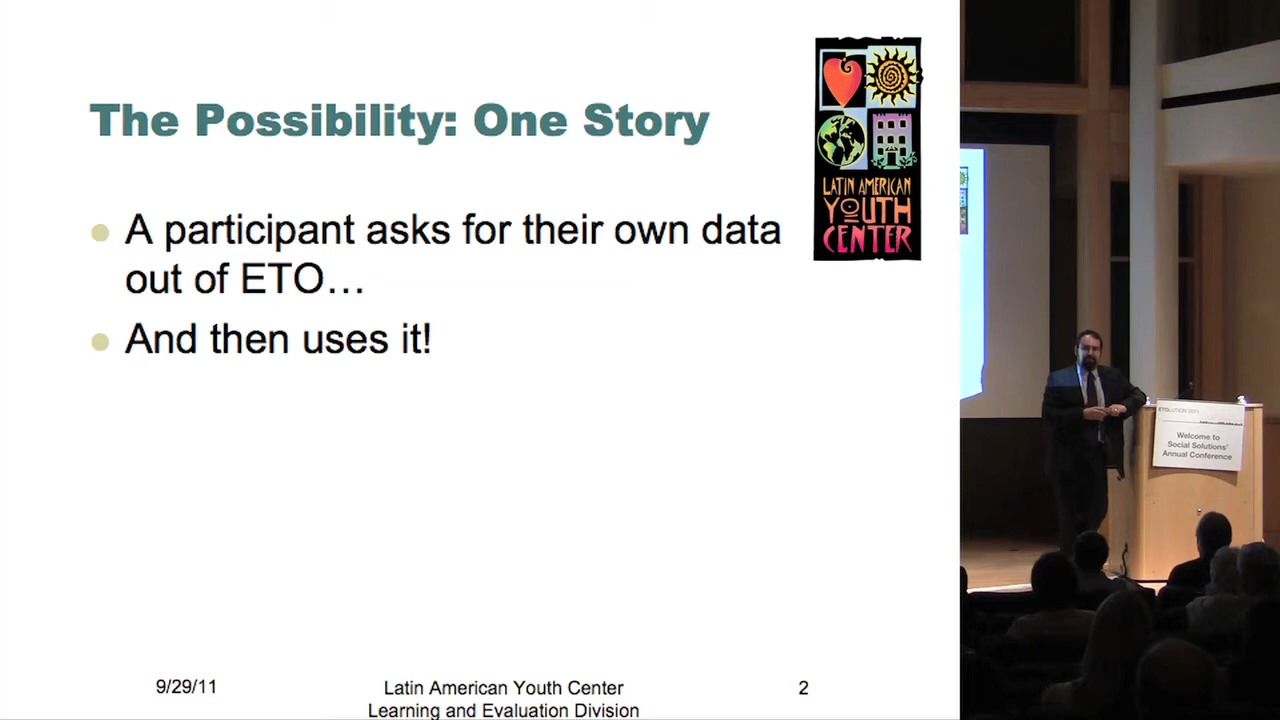 The Possibility: One Story
A participant asks for their own data
out of ETO…
And then uses it!
LATIN AMERICAN
YOUTH
CENTER
9/29/11
Latin American Youth Center
Learning and Evaluation Division
2
ETOLUTION 2011
Welcome to
Social Solutions'
Annual Conference